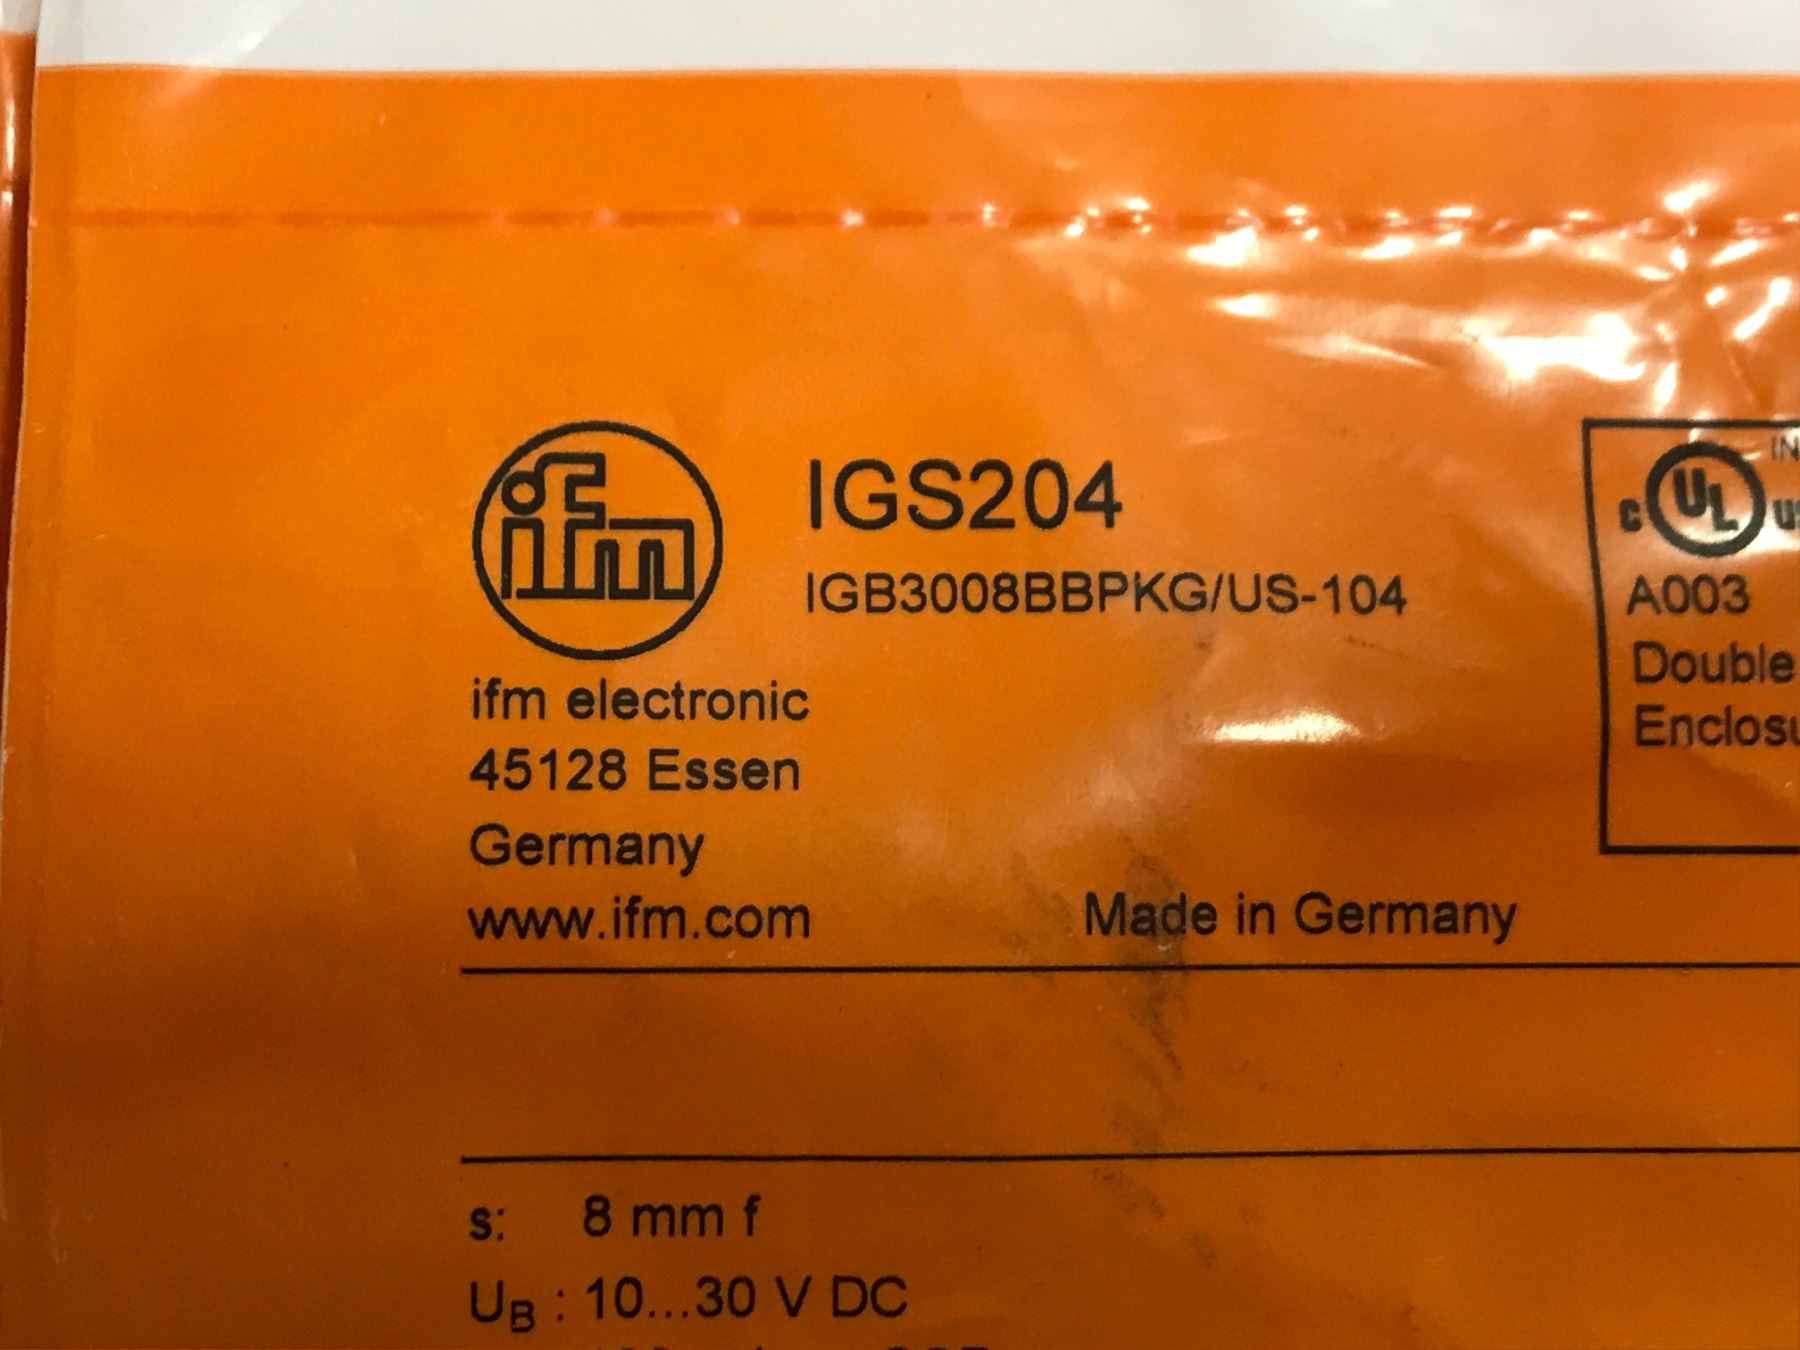 ifm
IGS204
IGB3008BBPKG/US-104
ifm electronic
45128 Essen
Germany
www.ifm.com
Made in Germany
c UL
A003
Double
s: 8 mm f
UB : 10...30 V DC